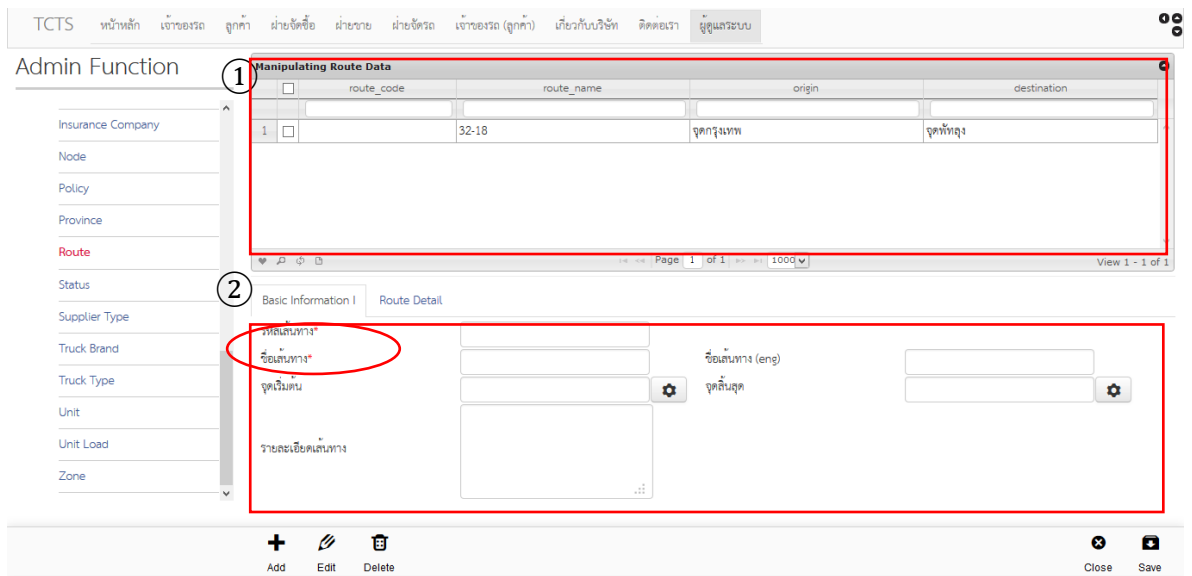 TCTS หน้าหลัก เจ้าของรถ ลูกค้า ฝ่ายจัดซื้อ ฝ่ายขาย ฝ่ายจัดรถ เจ้าของรถ (ลูกค้า) เกี่ยวกับบริษัท ติดต่อเรา ผู้ดูแลระบบ
Admin Function
① Manipulating Route Data
route_code route_name origin destination
1 32-18 จุดกรุงเทพ จุดพัทลุง
Page 1 of 1 1000 View 1 - 1 of 1
Insurance Company
Node
Policy
Province
Route
Status
Supplier Type
Truck Brand
Truck Type
Unit
Unit Load
Zone
② Basic Information I Route Detail
รหัสเส้นทาง*
ชื่อเส้นทาง* ชื่อเส้นทาง (eng)
จุดเริ่มต้น จุดสิ้นสุด
รายละเอียดเส้นทาง
Add Edit Delete Close Save